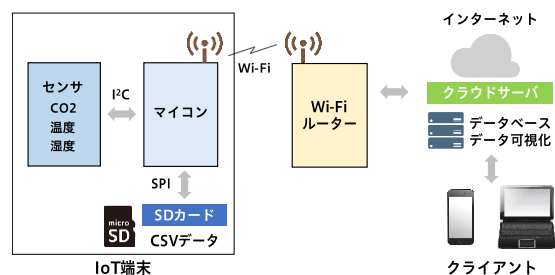 インターネット
Wi-Fi
センサ
CO2
温度
湿度
I²C
マイコン
Wi-Fi
ルーター
クラウドサーバ
データベース
データ可視化
SPI
micro
SD
SDカード
CSVデータ
IoT端末
クライアント